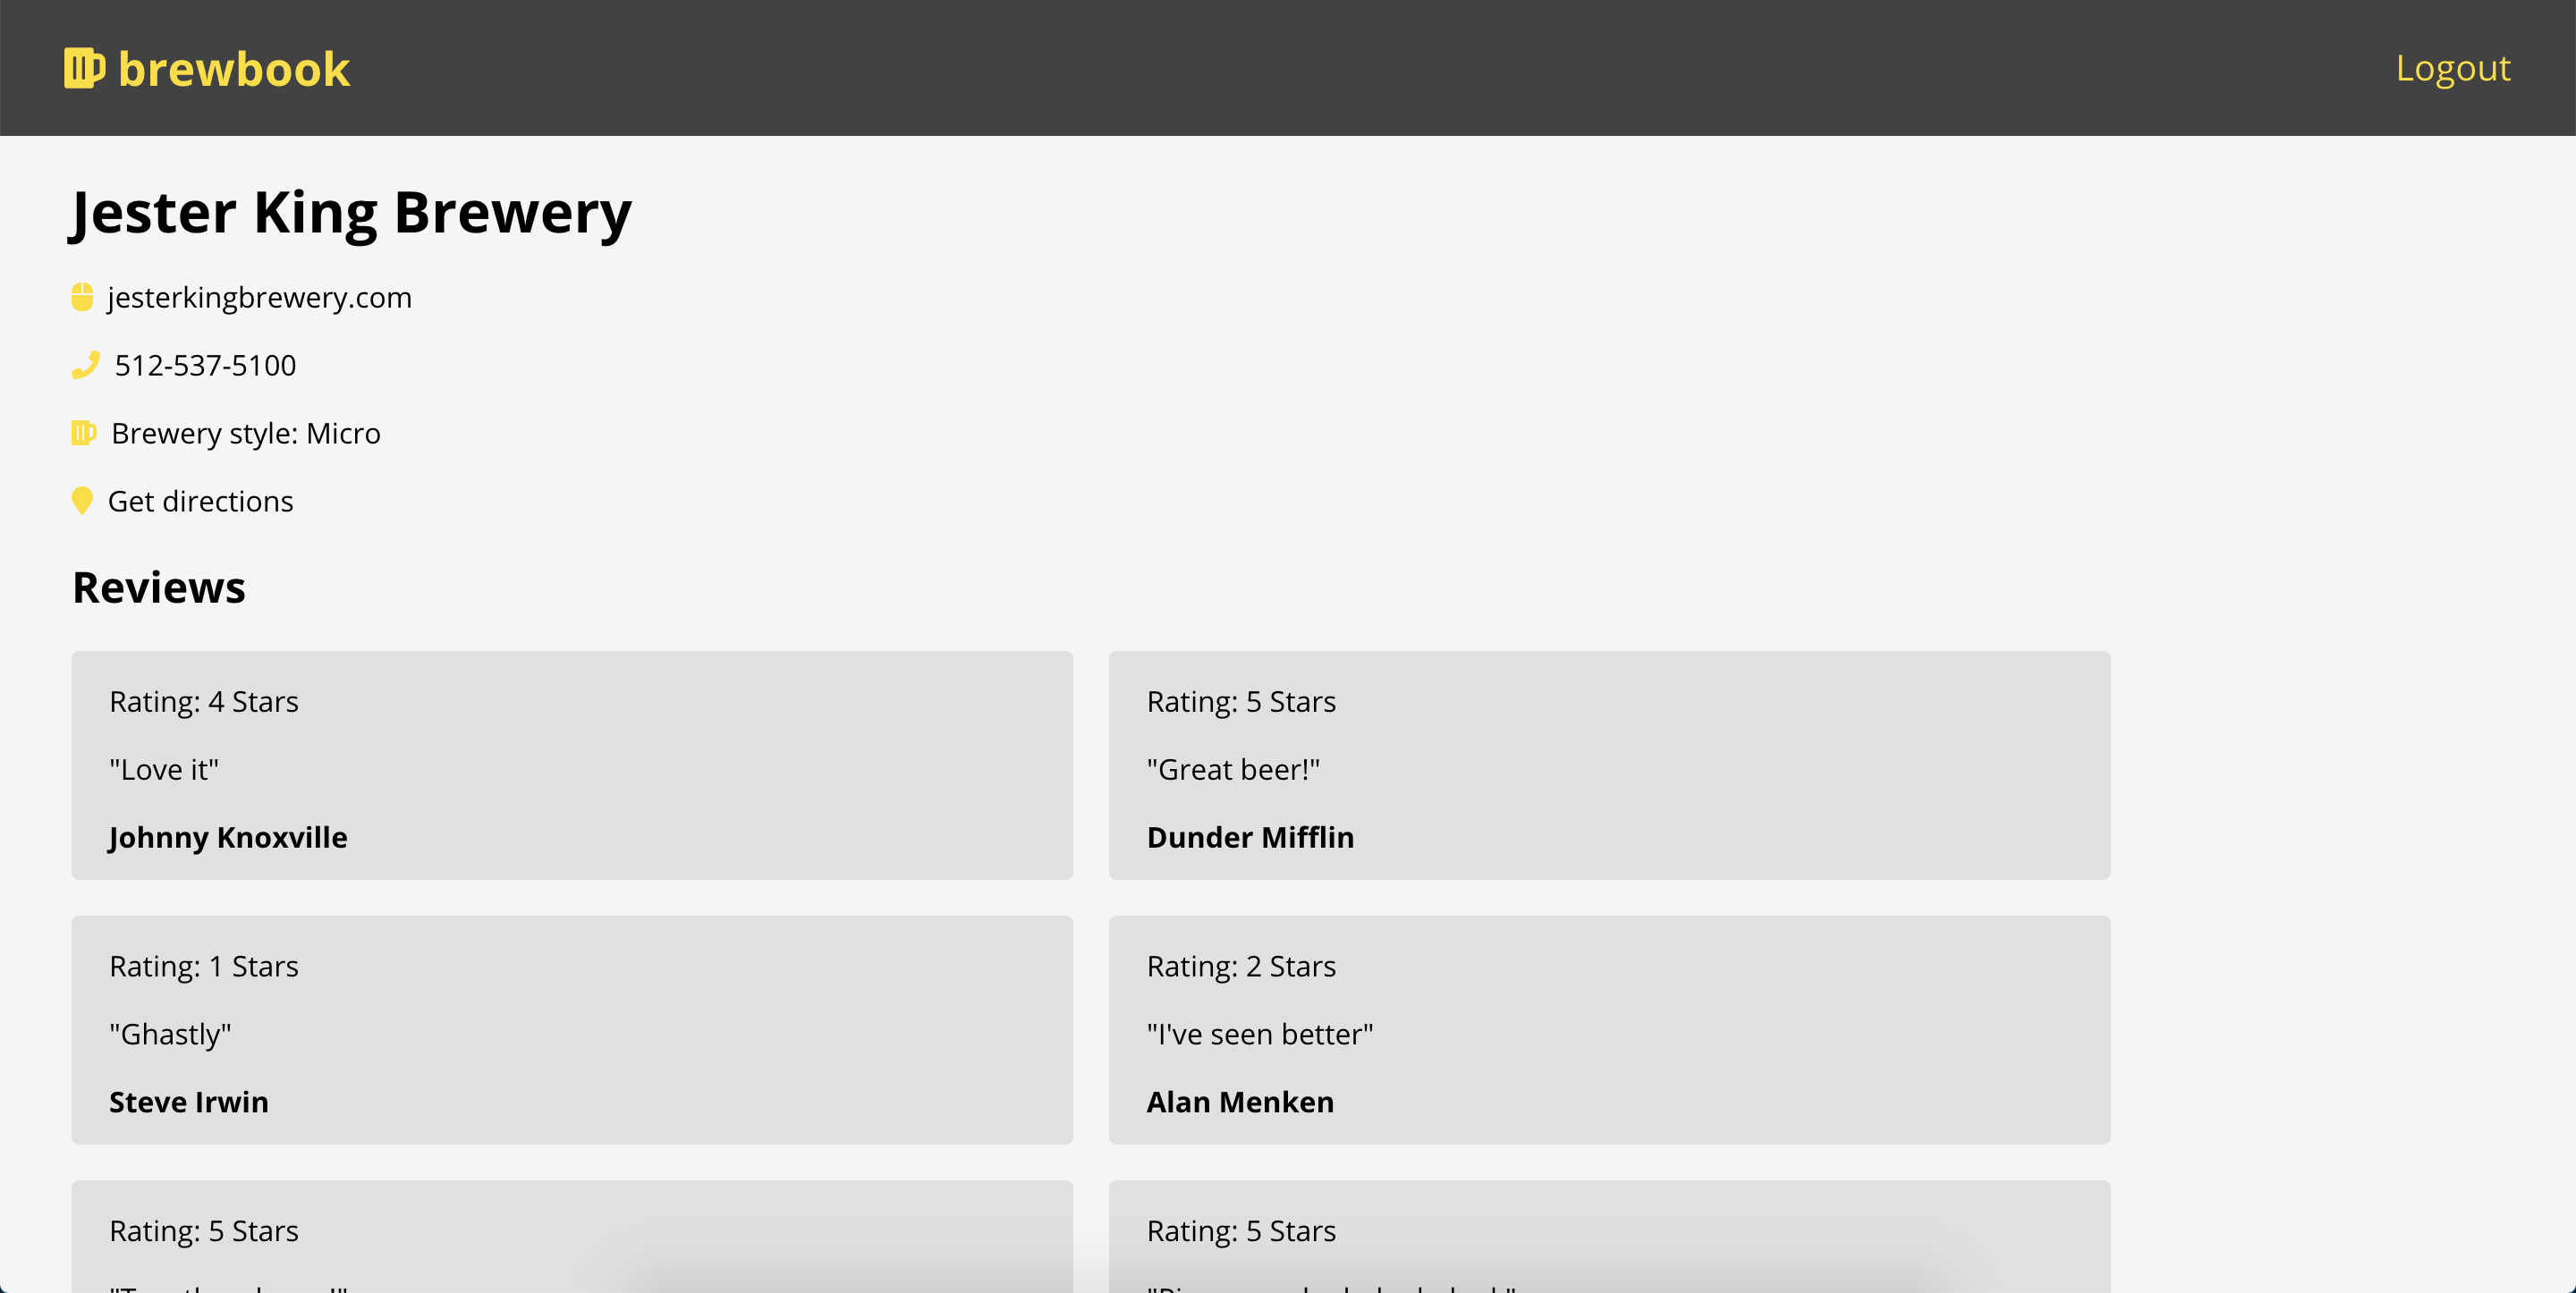 brewbook
Logout
Jester King Brewery
jesterkingbrewery.com
512-537-5100
Brewery style: Micro
Get directions
Reviews
Rating: 4 Stars
"Love it"
Johnny Knoxville
Rating: 5 Stars
"Great beer!"
Dunder Mifflin
Rating: 1 Stars
"Ghastly"
Steve Irwin
Rating: 2 Stars
"I've seen better"
Alan Menken
Rating: 5 Stars
Rating: 5 Stars